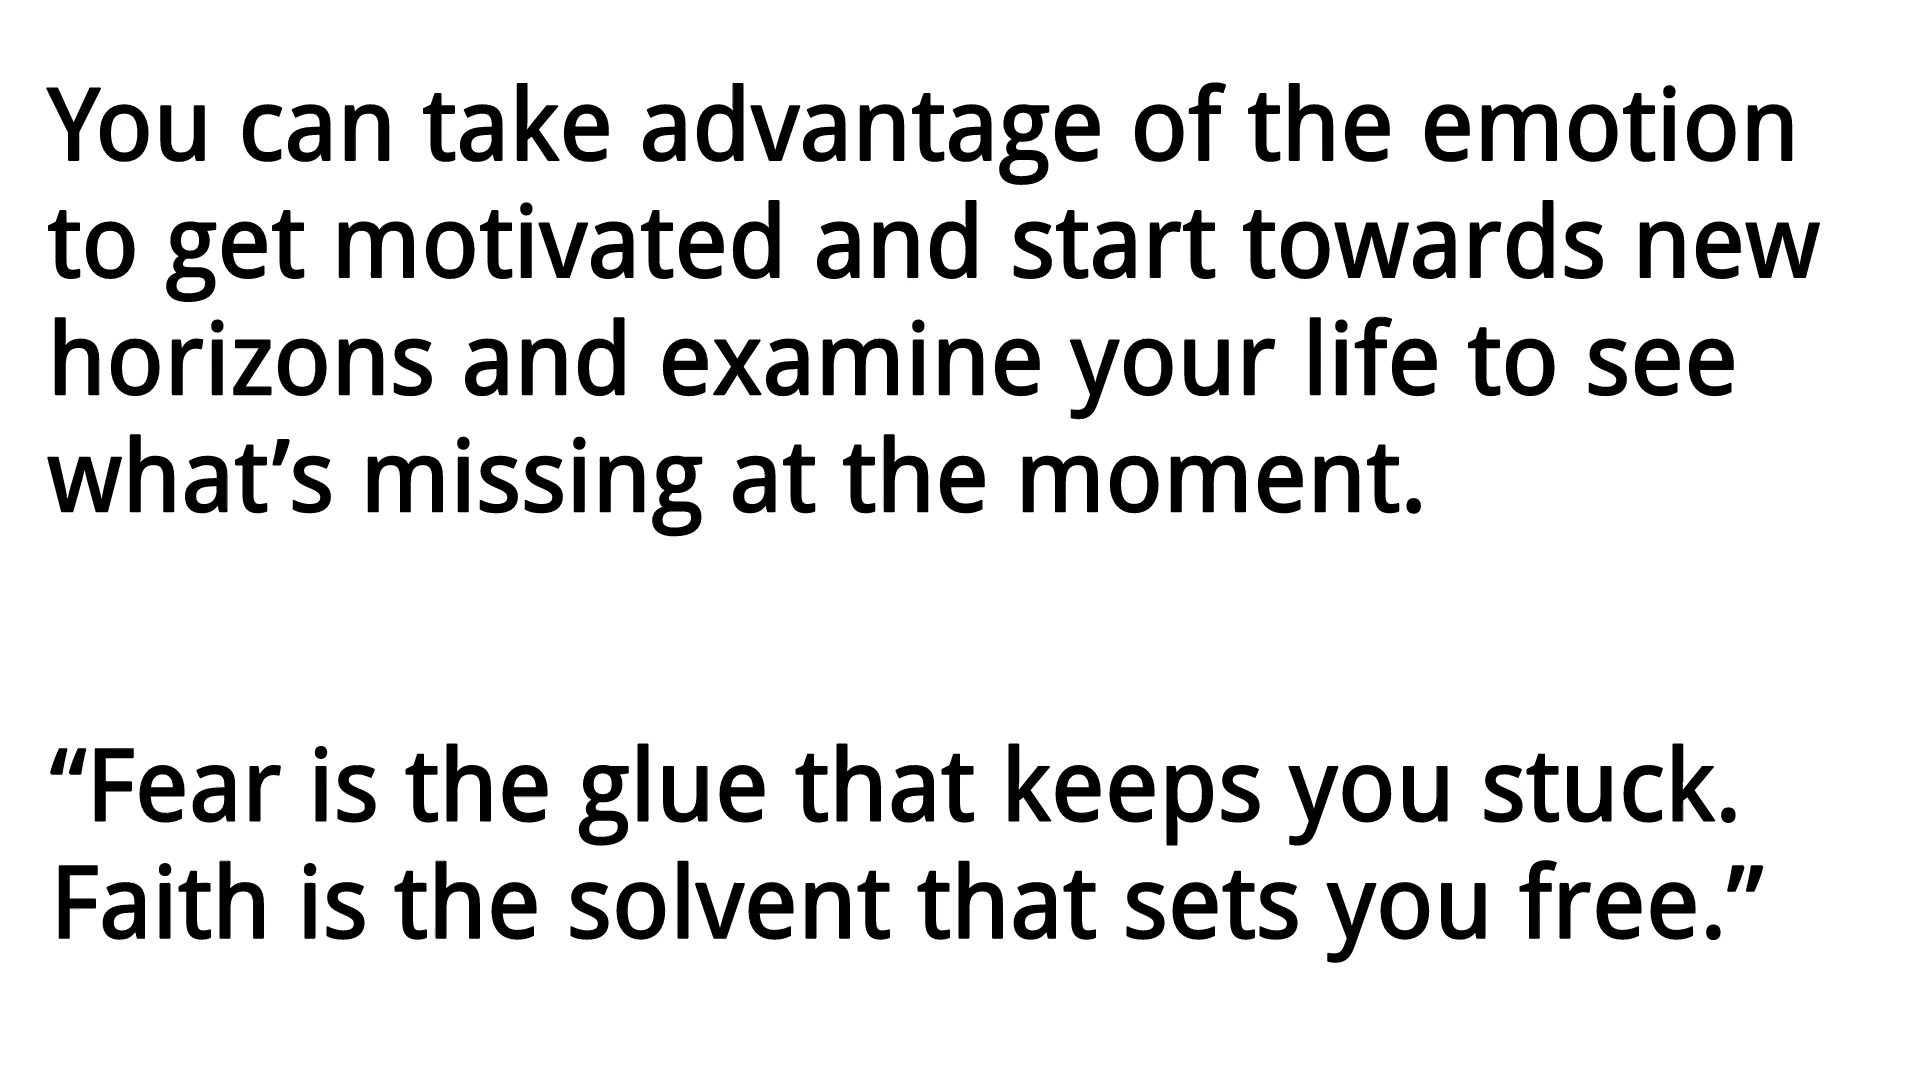 You can take advantage of the emotion
to get motivated and start towards new
horizons and examine your life to see
what’s missing at the moment.
“Fear is the glue that keeps you stuck.
Faith is the solvent that sets you free.”